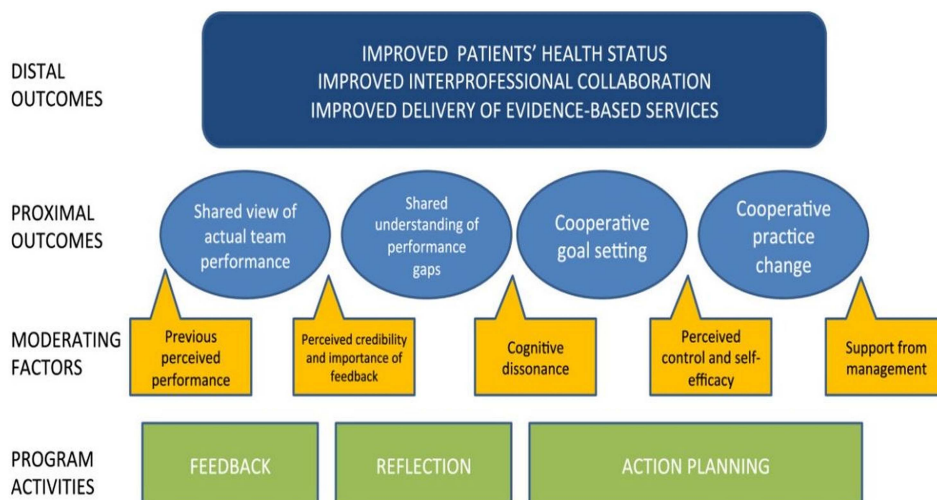 DISTAL
OUTCOMES
IMPROVED PATIENTS' HEALTH STATUS
IMPROVED INTERPROFESSIONAL COLLABORATION
IMPROVED DELIVERY OF EVIDENCE-BASED SERVICES
PROXIMAL
OUTCOMES
Shared view of
actual team
performance
Shared
understanding of
performance
gaps
Cooperative
goal setting
Cooperative
practice
change
MODERATING
FACTORS
Previous
perceived
performance
Perceived credibility
and importance of
feedback
Cognitive
dissonance
Perceived
control and self-
efficacy
Support from
management
PROGRAM
ACTIVITIES
FEEDBACK
REFLECTION
ACTION PLANNING